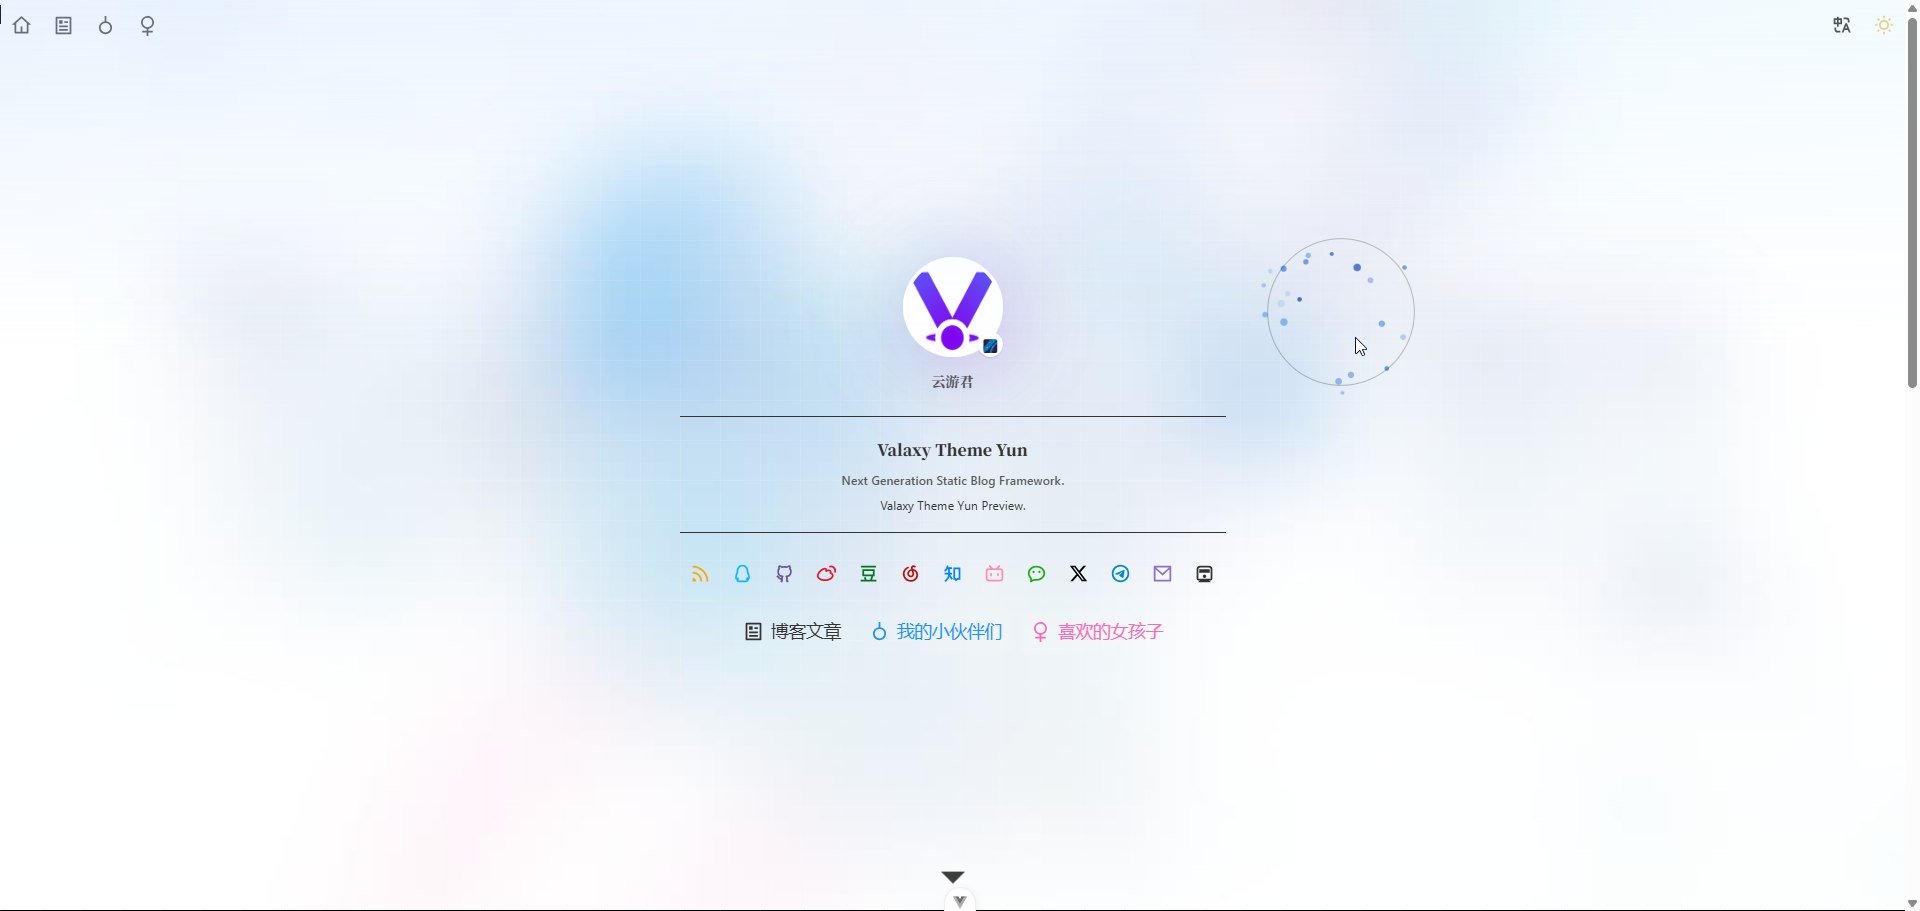 云游君
Valaxy Theme Yun
Next Generation Static Blog Framework.
Valaxy Theme Yun Preview.
豆 知 X
博客文章 我的小伙伴们 喜欢的女孩子